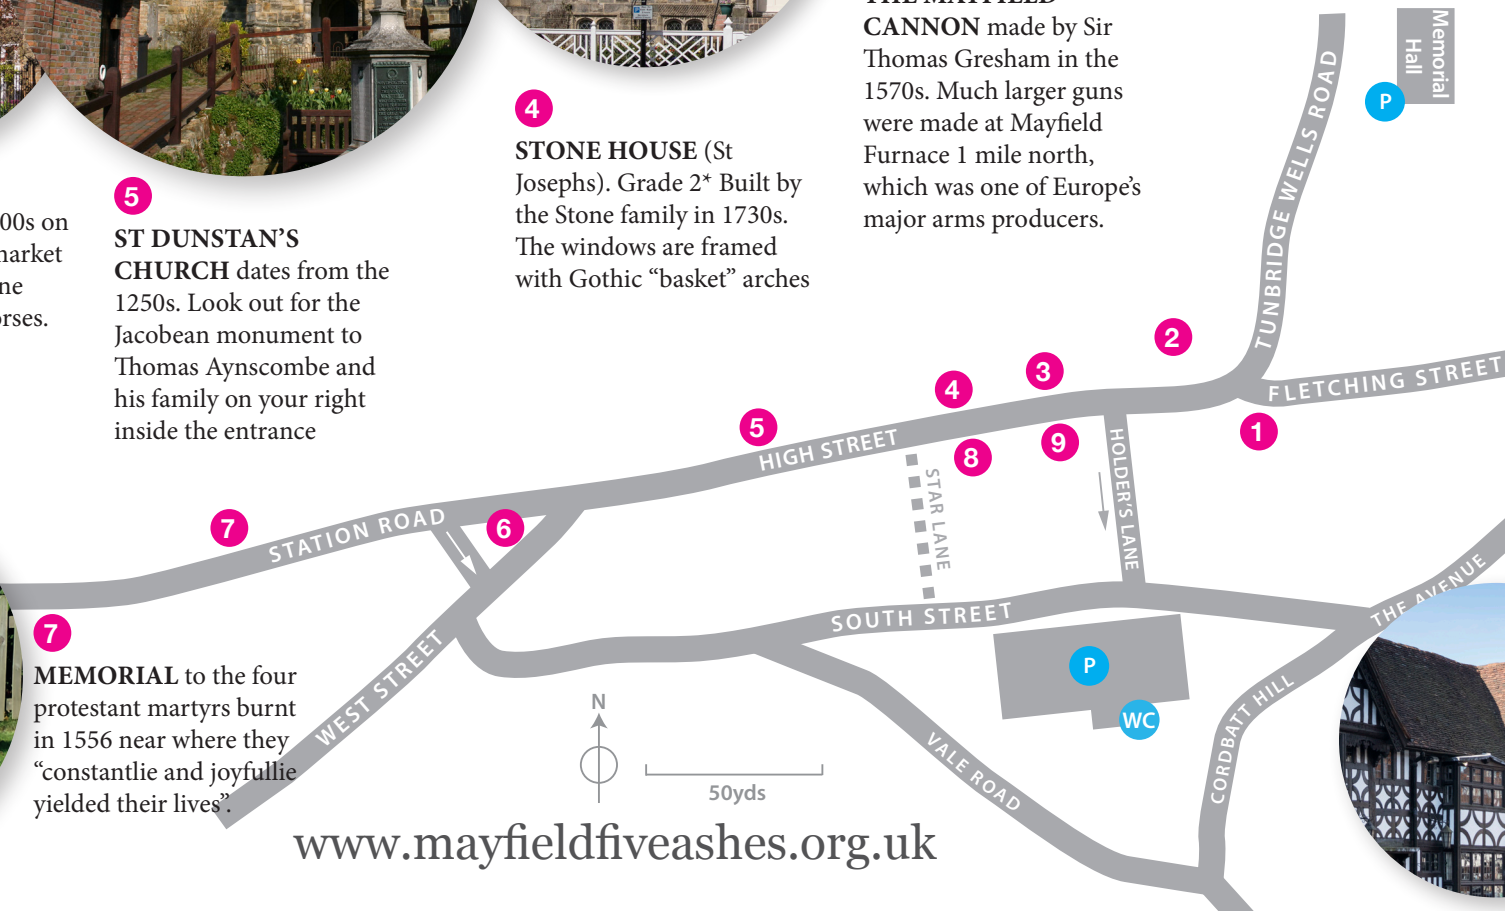 00s on
market
ne
rses.
5
ST DUNSTAN’S
CHURCH dates from the
1250s. Look out for the
Jacobean monument to
Thomas Aynscombe and
his family on your right
inside the entrance
4
STONE HOUSE (St
Josephs). Grade 2* Built by
the Stone family in 1730s.
The windows are framed
with Gothic “basket” arches
THE MAYFIELD
CANNON made by Sir
Thomas Gresham in the
1570s. Much larger guns
were made at Mayfield
Furnace 1 mile north,
which was one of Europe’s
major arms producers.
Memorial
Hall
P
TUNBRIDGE WELLS ROAD
FLETCHING STREET
2
3
4
5
1
9
8
HIGH STREET
HOLDER'S LANE
STAR LANE
6
7
STATION ROAD
SOUTH STREET
THE AVENUE
7
MEMORIAL to the four
protestant martyrs burnt
in 1556 near where they
“constantlie and joyfullie
yielded their lives”.
WEST STREET
P
WC
CORDBATT HILL
VALE ROAD
N
50yds
www.mayfieldfiveashes.org.uk